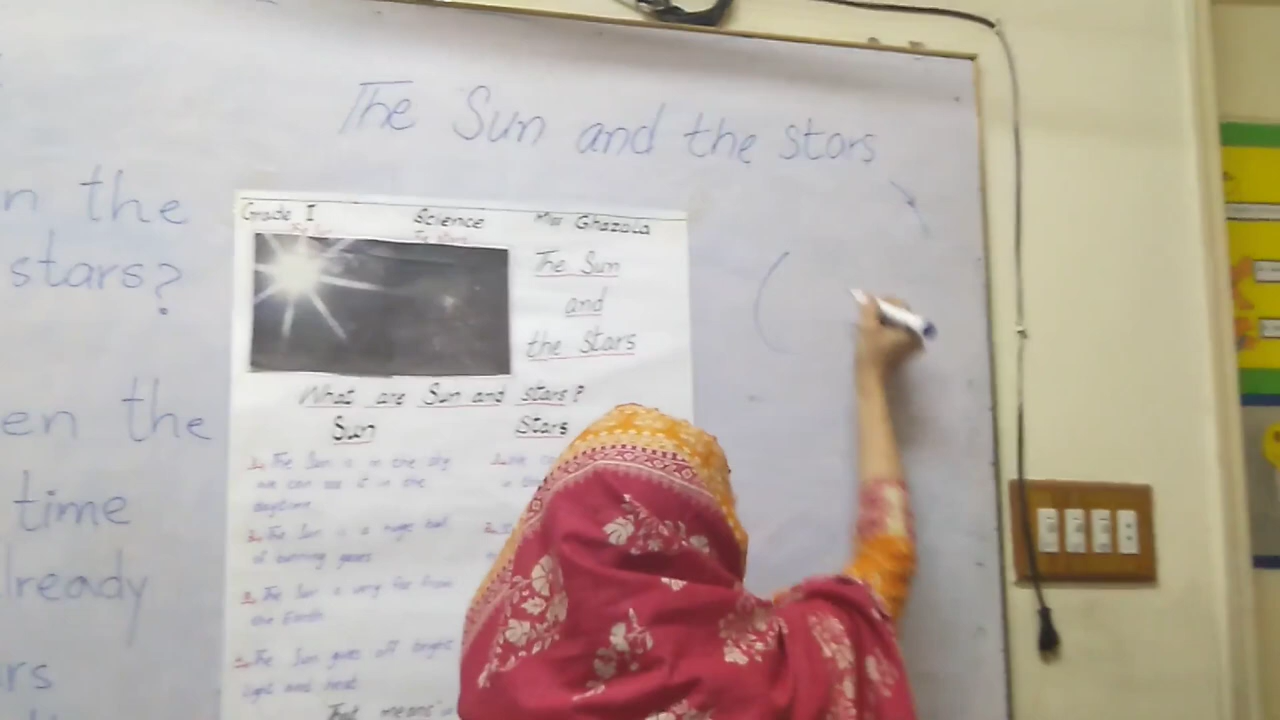 The Sun and the stars
n the
stars?
en the
time
lready
rs
Grade I Science Miss Ghazala
The Sun
and
the Stars
What are Sun and stars?
Sun Stars
1. The Sun is in the sky
we can see it in the
daytime
2. The Sun is a huge ball
of burning gases
3. The Sun is very far from
the Earth
4. The Sun gives off bright
light and heat
means